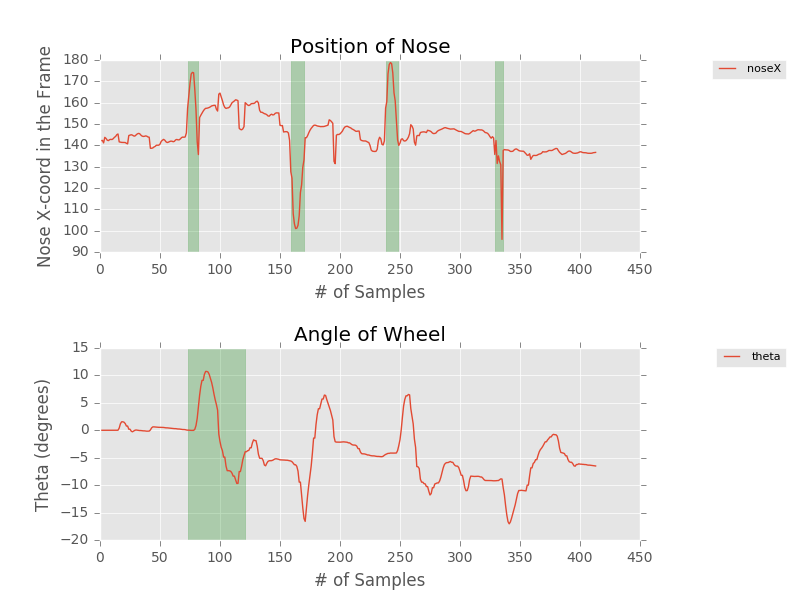 Position of Nose
noseX
Nose X-coord in the Frame
180
170
160
150
140
130
120
110
100
90
0 50 100 150 200 250 300 350 400 450
# of Samples
Angle of Wheel
theta
Theta (degrees)
15
10
5
0
−5
−10
−15
−20
0 50 100 150 200 250 300 350 400 450
# of Samples